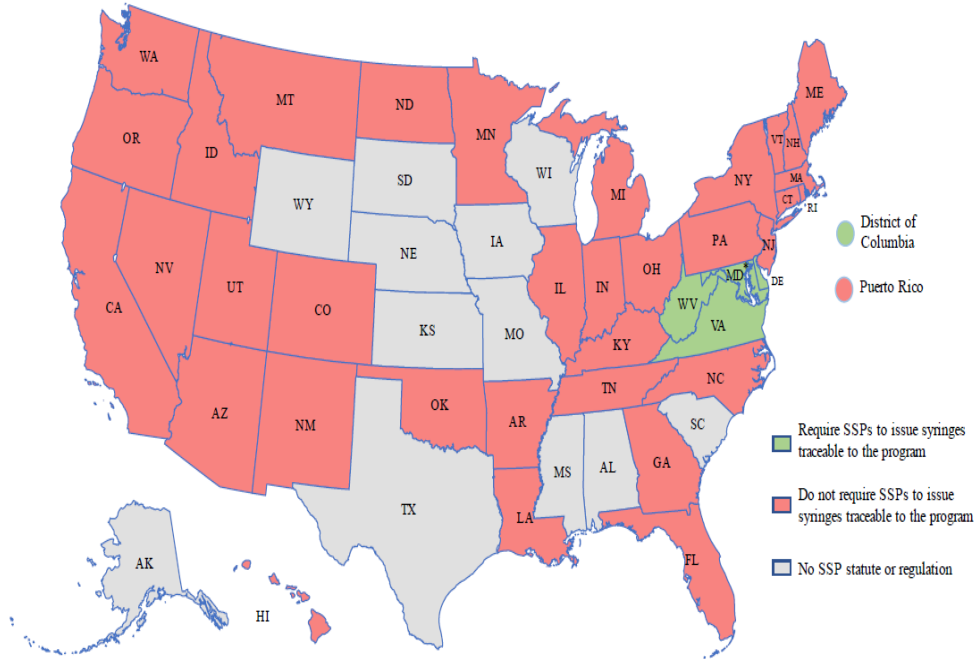 WA
MT
ND
MN
ME
OR
ID
VT
NH
SD
WI
NY
MA
MI
WY
CT
RI
IA
PA
NE
NJ
District of
Columbia
NV
OH
MD*
DE
UT
IL
IN
Puerto Rico
CA
CO
WV
KS
MO
VA
KY
NC
TN
AZ
OK
NM
AR
SC
Require SSPs to issue syringes
traceable to the program
MS
AL
GA
TX
Do not require SSPs to issue
syringes traceable to the program
LA
FL
AK
No SSP statute or regulation
HI